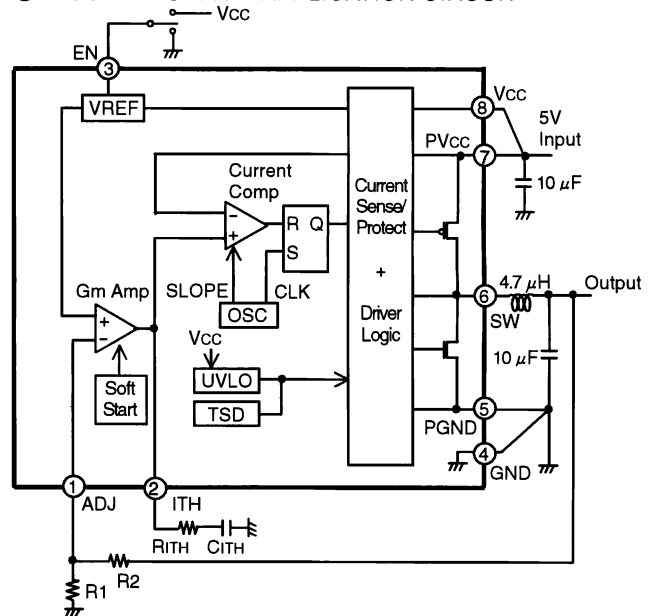 VCC
EN
3
VREF
8
VCC
5V
Input
PVCC
7
10 μF
Current
Comp
Current
Sense/
Protect
+
Driver
Logic
−
+
R Q
S
SLOPE
CLK
OSC
Gm Amp
+
−
Soft
Start
VCC
UVLO
TSD
6
4.7 μH
Output
SW
10 μF
5
PGND
4
GND
1
ADJ
2
ITH
RITH
CITH
R2
R1